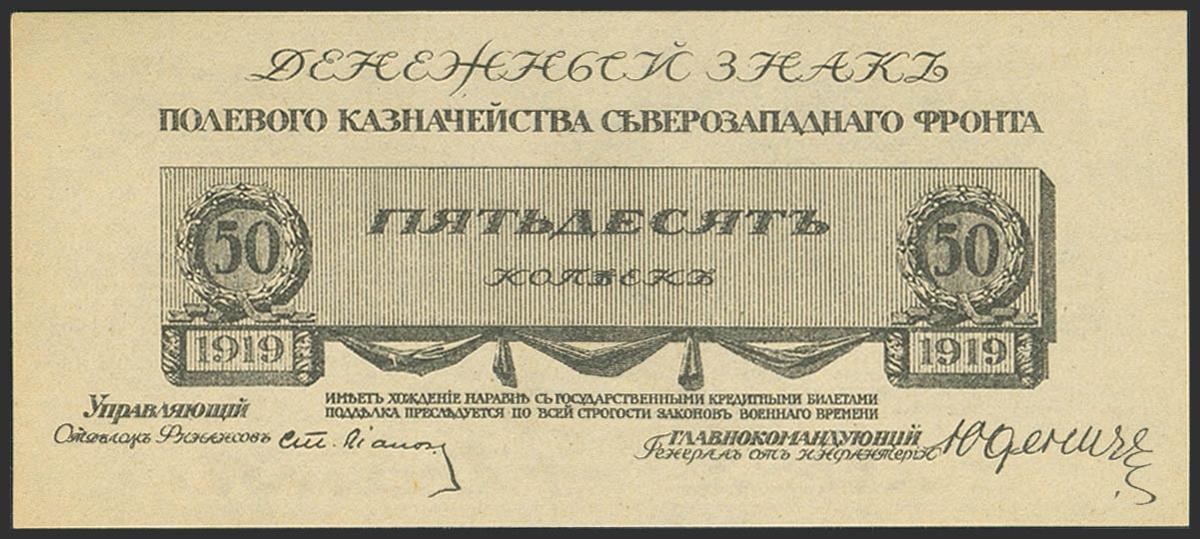 ДЕНЕЖНЫЙ ЗНАКЪ
ПОЛЕВОГО КАЗНАЧЕЙСТВА СѢВЕРОЗАПАДНАГО ФРОНТА
50
ПЯТЬДЕСЯТЪ
КОПѢЕКЪ
50
1919
1919
ИМѢЕТЪ ХОЖДЕНІЕ НАРАВНѢ СЪ ГОСУДАРСТВЕННЫМИ КРЕДИТНЫМИ БИЛЕТАМИ
ПОДДѢЛКА ПРЕСЛѢДУЕТСЯ ПО ВСЕЙ СТРОГОСТИ ЗАКОНОВЪ ВОЕННАГО ВРЕМЕНИ
УПРАВЛЯЮЩІЙ
ОТДѢЛОМЪ ФИНАНСОВЪ
ГЛАВНОКОМАНДУЮЩІЙ
ГЕНЕРАЛЪ ОТЪ ИНФАНТЕРІИ
Юденичъ